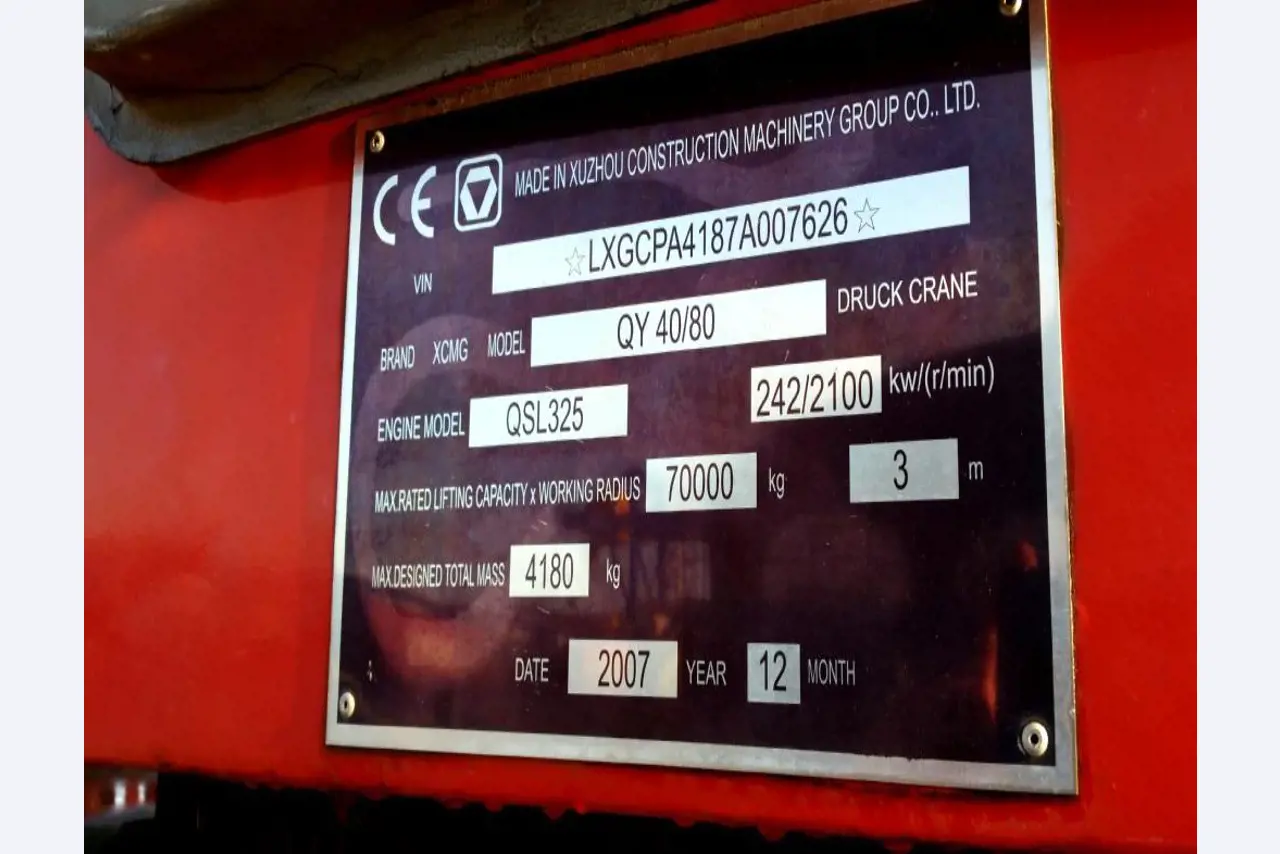 CE MADE IN XUZHOU CONSTRUCTION MACHINERY GROUP CO.. LTD.
VIN ☆LXGCPA4187A007626☆
BRAND XCMG MODEL QY 40/80 DRUCK CRANE
ENGINE MODEL QSL325 242/2100 kw/(r/min)
MAX.RATED LIFTING CAPACITY x WORKING RADIUS 70000 kg 3 m
MAX.DESIGNED TOTAL MASS 4180 kg
DATE 2007 YEAR 12 MONTH